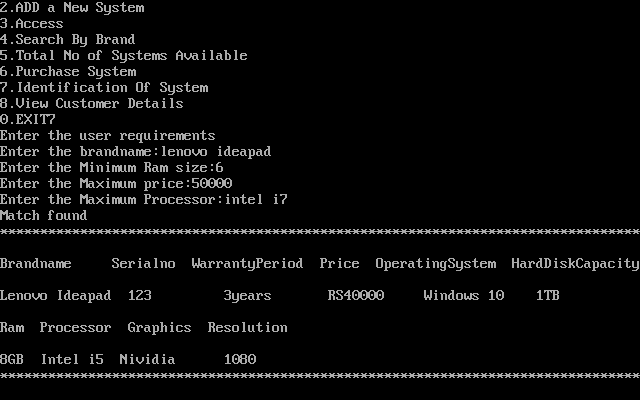 2.ADD a New System
3.Access
4.Search By Brand
5.Total No of Systems Available
6.Purchase System
7.Identification Of System
8.View Customer Details
0.EXIT7
Enter the user requirements
Enter the brandname:lenovo ideapad
Enter the Minimum Ram size:6
Enter the Maximum price:50000
Enter the Maximum Processor:intel i7
Match found
********************************************************************************
Brandname     Serialno  WarrantyPeriod  Price  OperatingSystem  HardDiskCapacity
Lenovo Ideapad  123         3years       RS40000     Windows 10    1TB
Ram  Processor  Graphics  Resolution
8GB  Intel i5  Nividia      1080
********************************************************************************